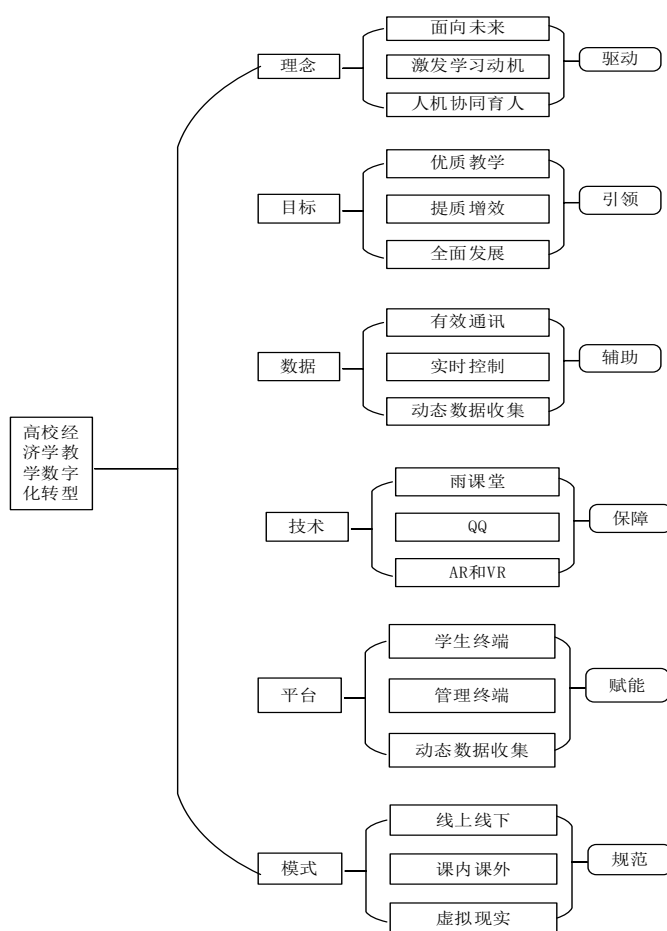 高校经
济学教
学数字
化转型
理念
面向未来
激发学习动机
人机协同育人
驱动
目标
优质教学
提质增效
全面发展
引领
数据
有效通讯
实时控制
动态数据收集
辅助
技术
雨课堂
QQ
AR和VR
保障
平台
学生终端
管理终端
动态数据收集
赋能
模式
线上线下
课内课外
虚拟现实
规范